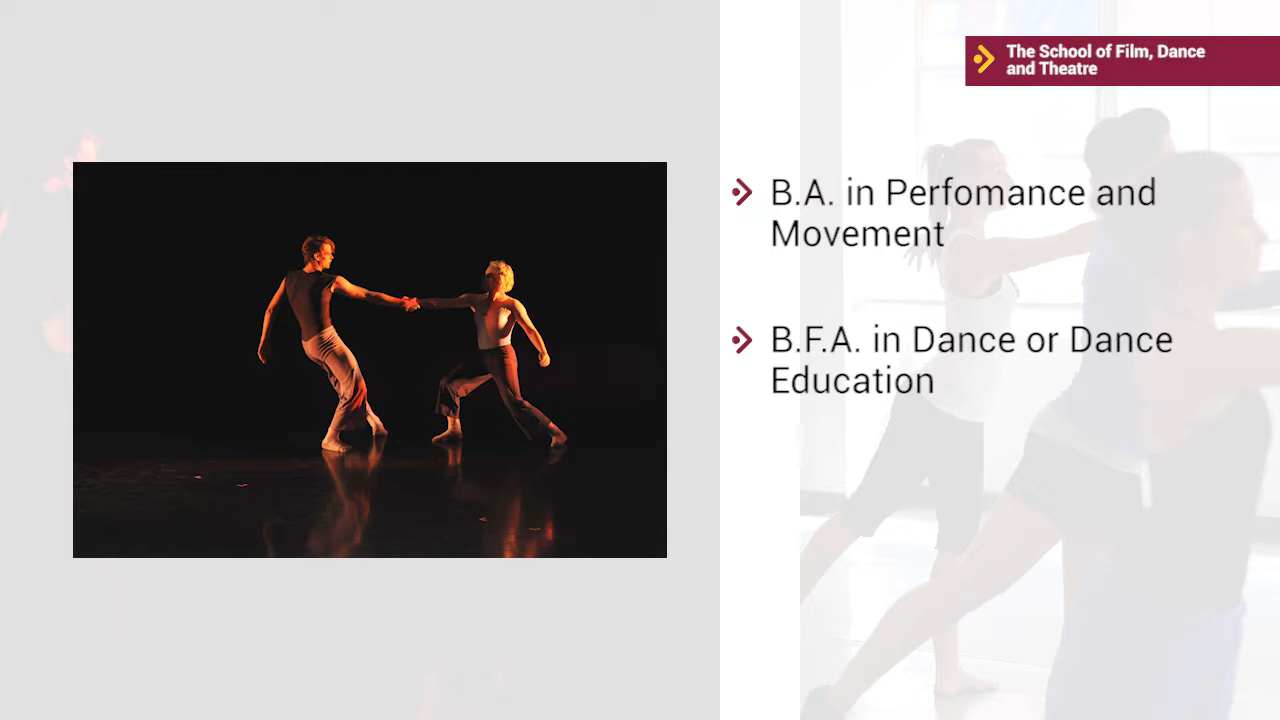 The School of Film, Dance
and Theatre
B.A. in Perfomance and
Movement
B.F.A. in Dance or Dance
Education